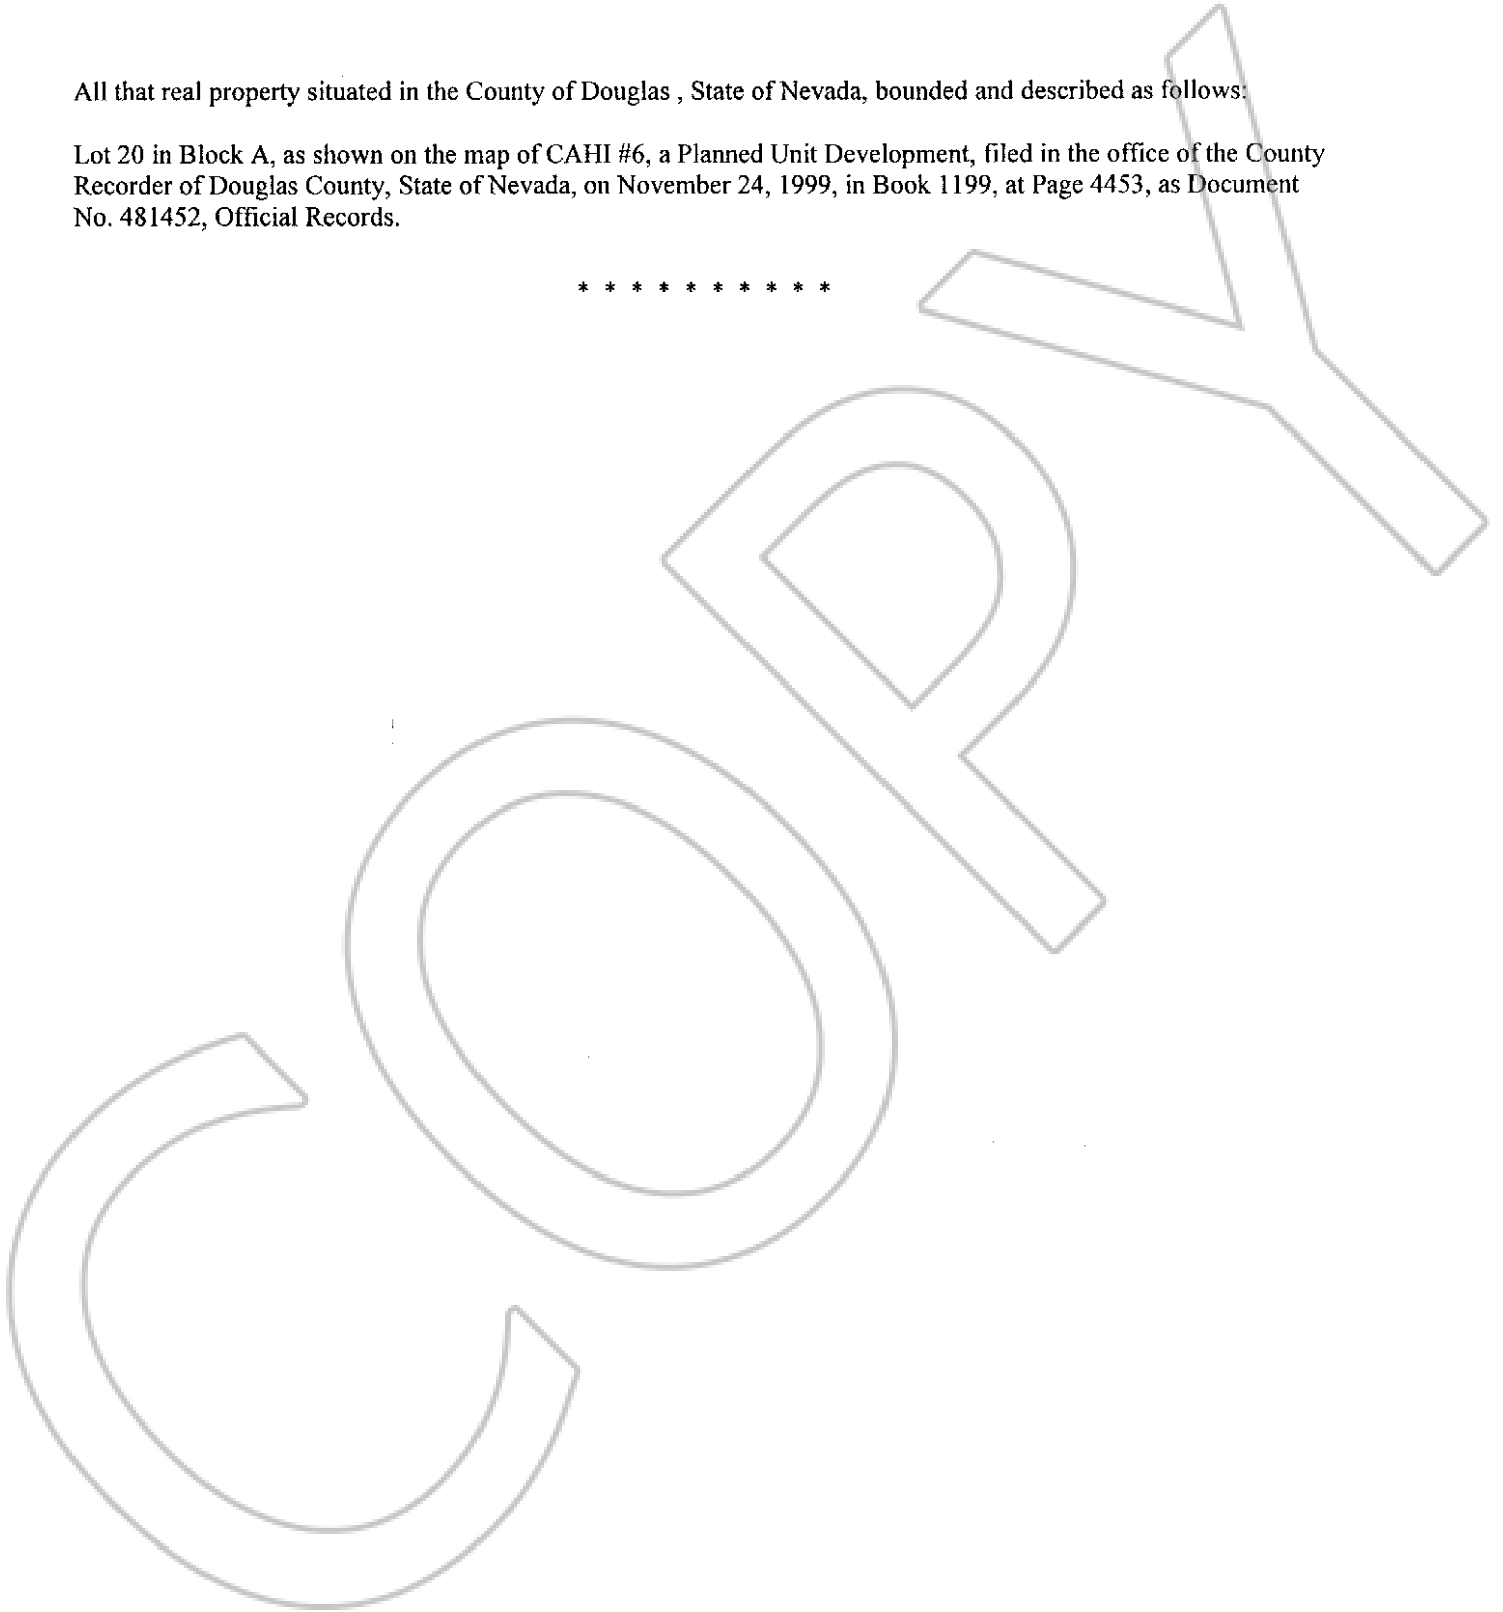 All that real property situated in the County of Douglas , State of Nevada, bounded and described as follows:
Lot 20 in Block A, as shown on the map of CAHI #6, a Planned Unit Development, filed in the office of the County
Recorder of Douglas County, State of Nevada, on November 24, 1999, in Book 1199, at Page 4453, as Document
No. 481452, Official Records.
* * * * * * * * * *
COPY